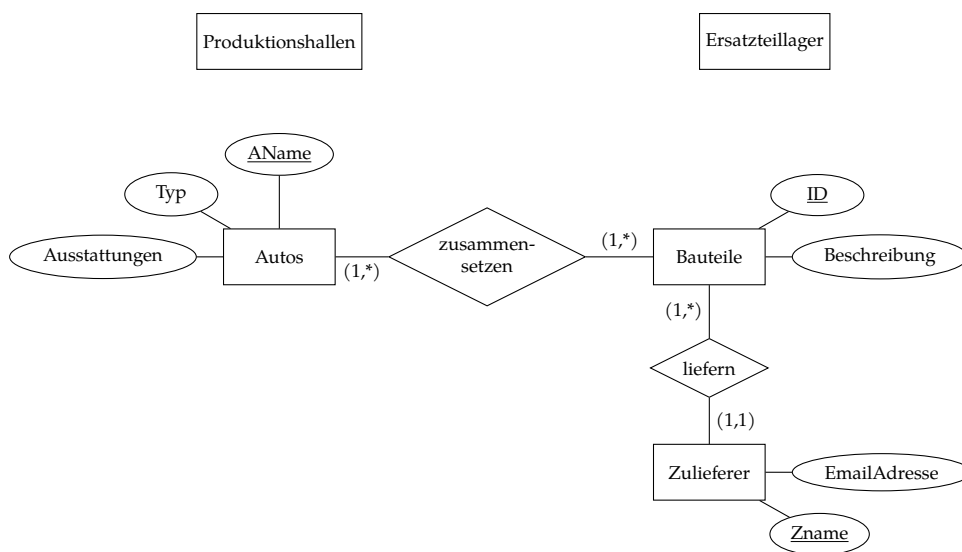 Produktionshallen
Ersatzteillager
AName
Typ
ID
Ausstattungen
Autos
(1,*)
zusammen-
setzen
(1,*)
Bauteile
Beschreibung
(1,*)
liefern
(1,1)
Zulieferer
EmailAdresse
Zname